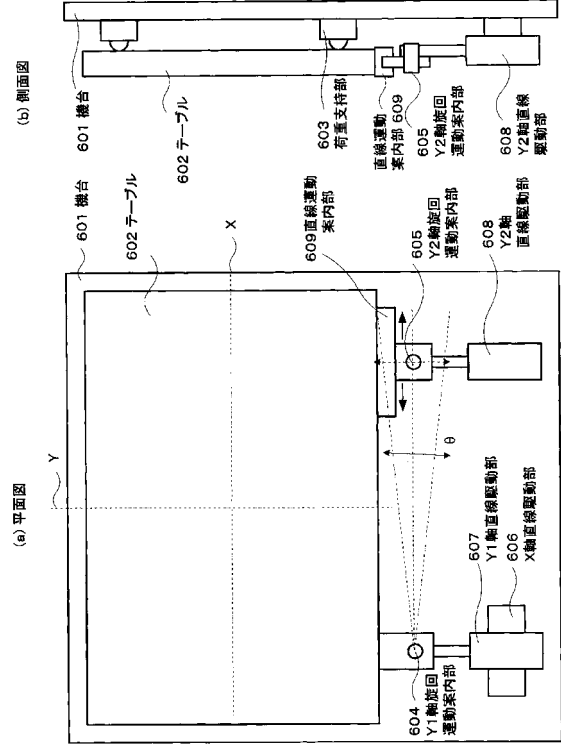 (a) 平面図
Y
601 機台
602 テーブル
X
609直線運動
案内部
605
Y2軸旋回
運動案内部
608
Y2軸
直線駆動部
θ
604
Y1軸旋回
運動案内部
607
Y1軸直線駆動部
606
X軸直線駆動部
(b) 側面図
601 機台
602 テーブル
603
荷重支持部
直線運動
案内部 609
605
Y2軸旋回
運動案内部
608
Y2軸直線
駆動部